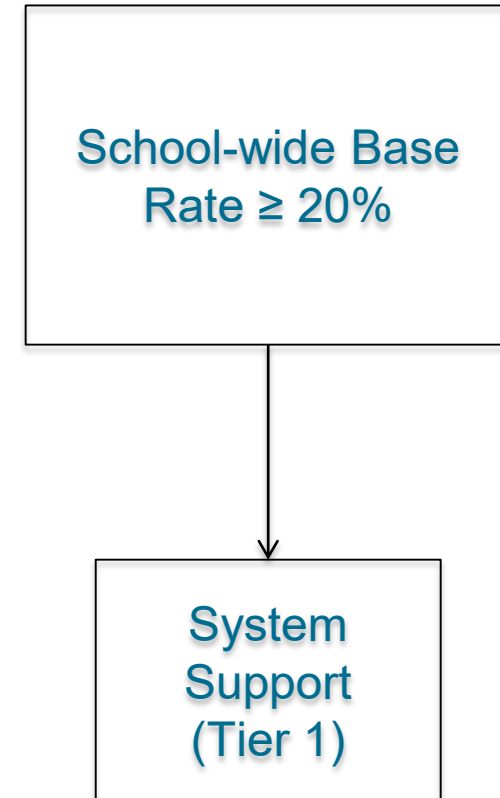 School-wide Base
Rate ≥ 20%
System
Support
(Tier 1)